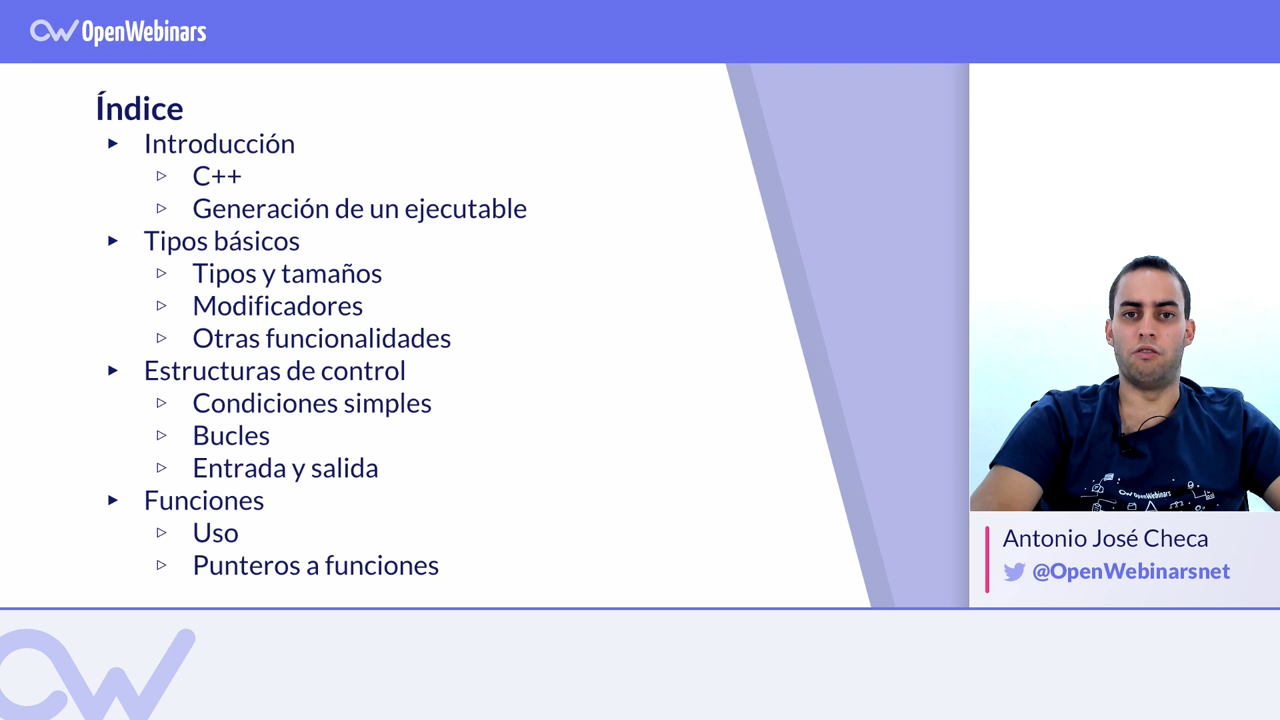 OpenWebinars
Índice
Introducción
C++
Generación de un ejecutable
Tipos básicos
Tipos y tamaños
Modificadores
Otras funcionalidades
Estructuras de control
Condiciones simples
Bucles
Entrada y salida
Funciones
Uso
Punteros a funciones
OpenWebinars
Antonio José Checa
@OpenWebinarsnet